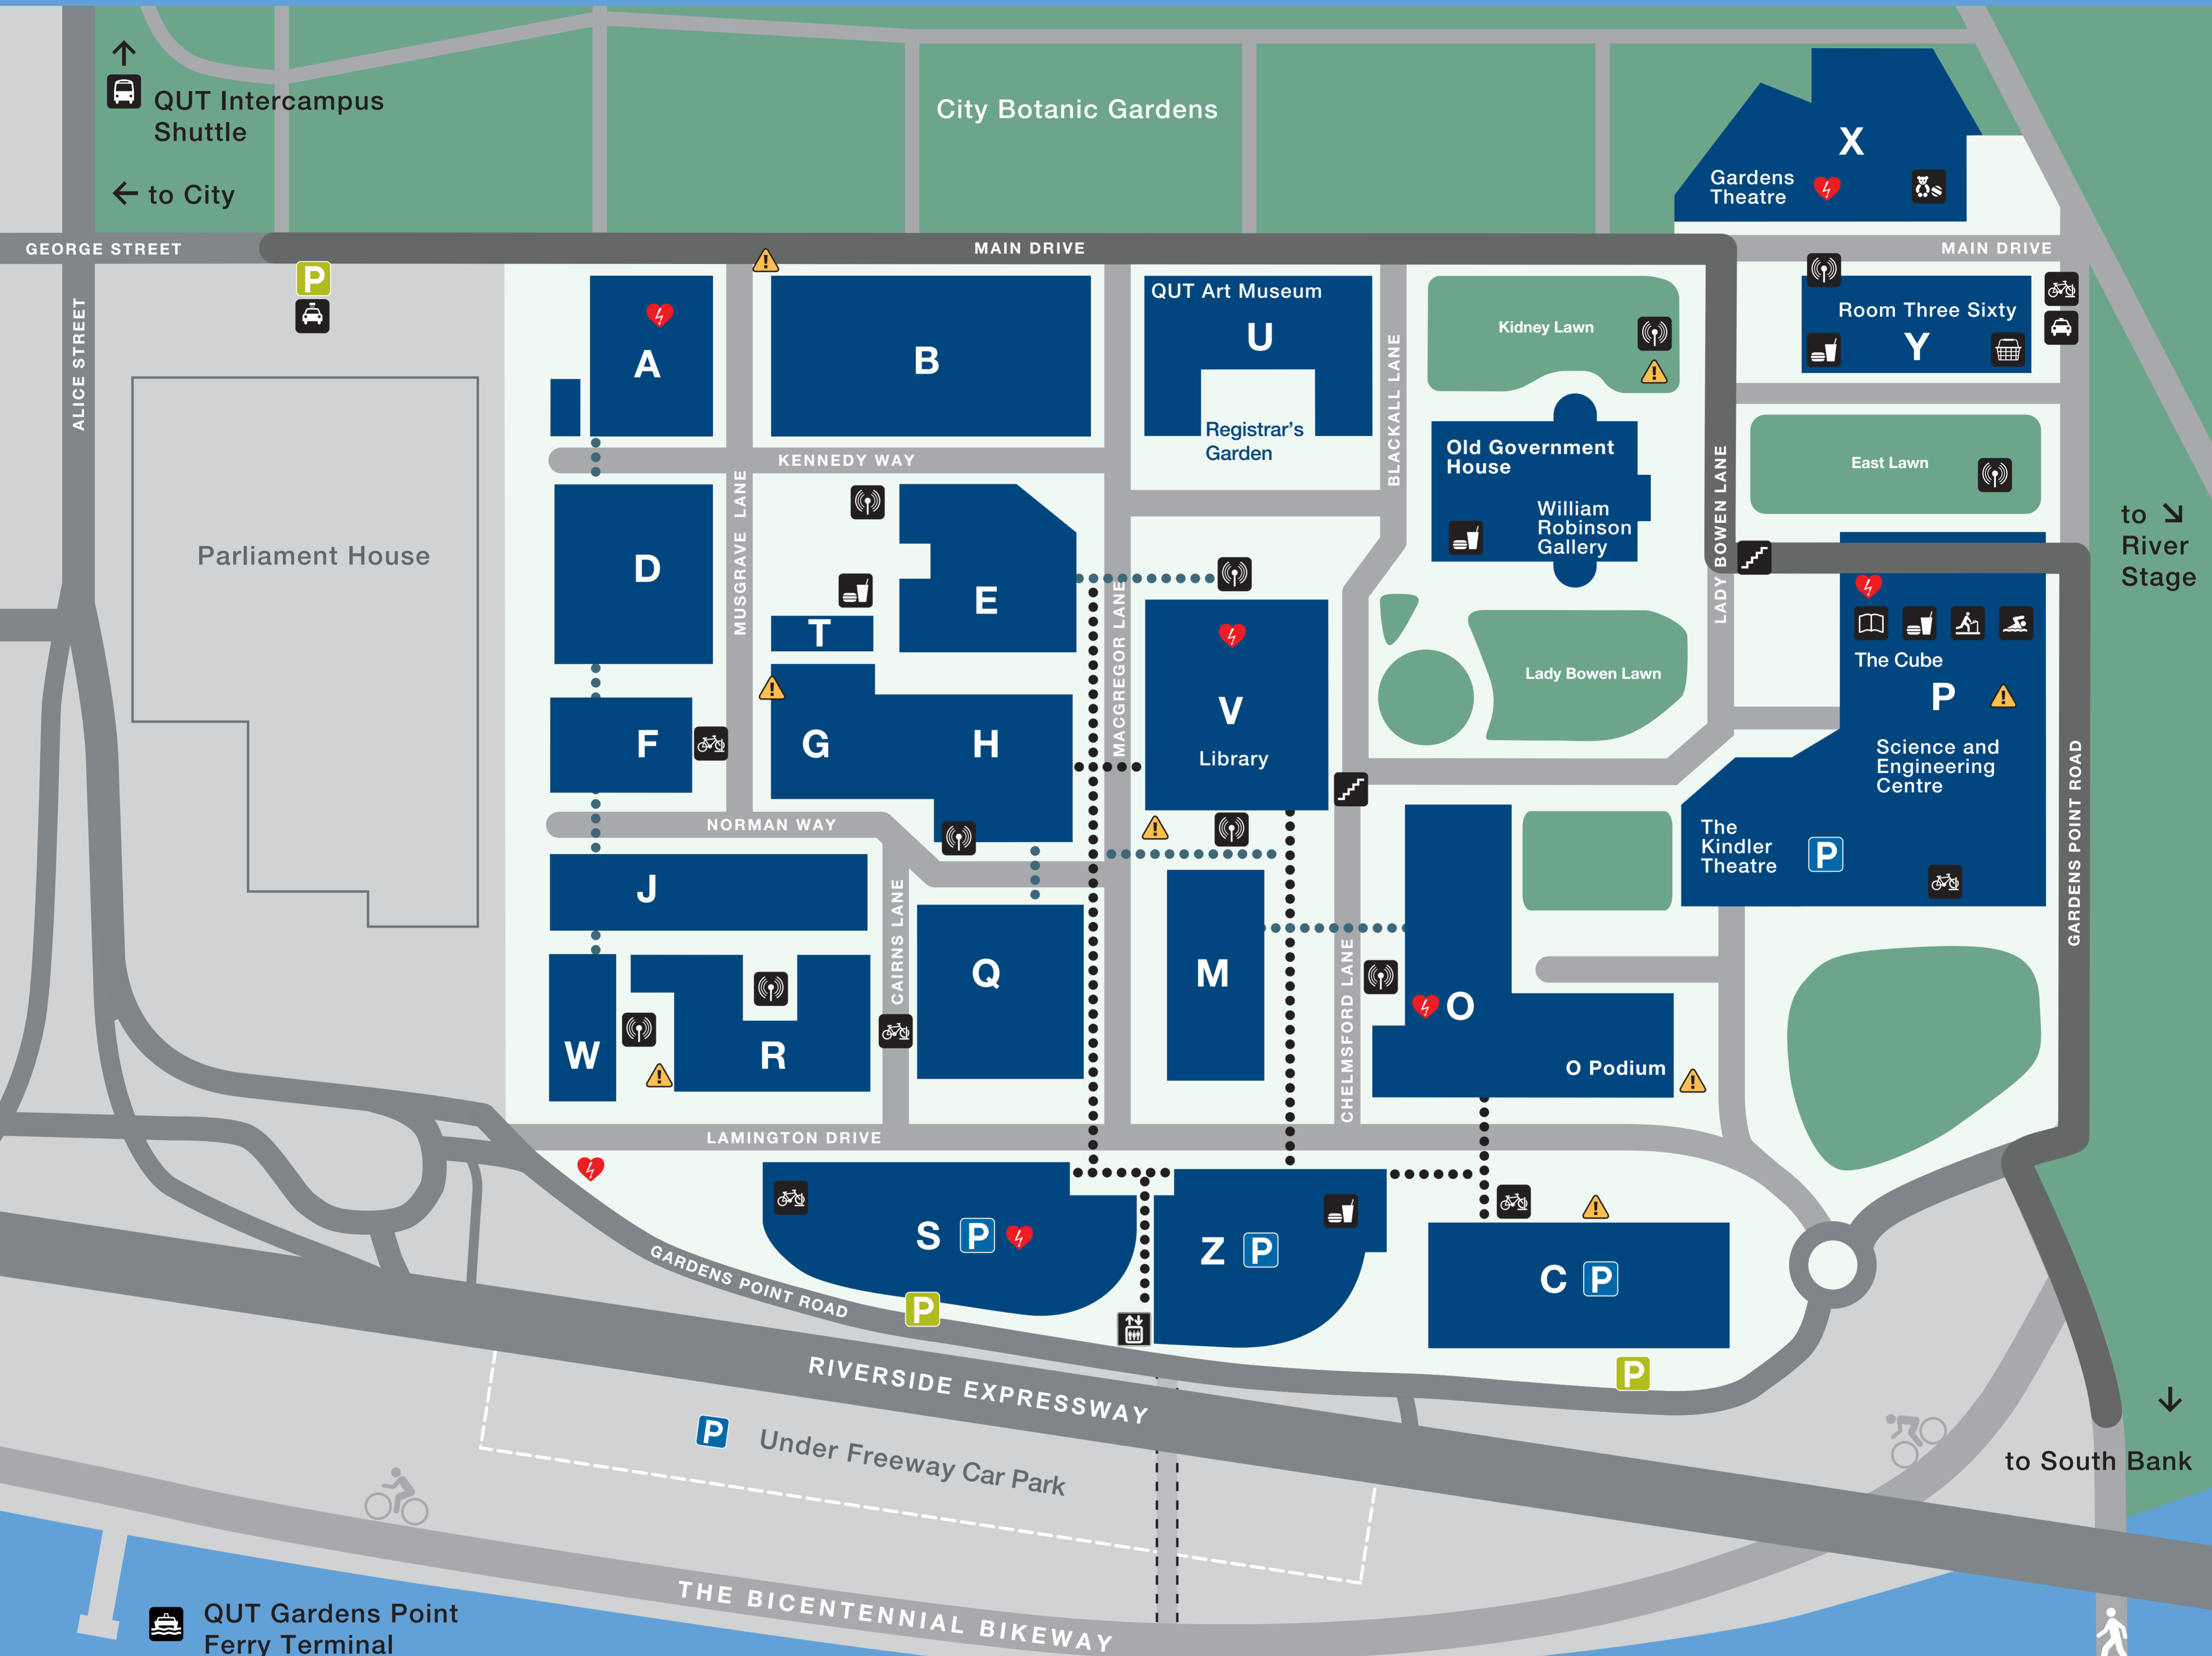 QUT Intercampus
Shuttle
← to City
City Botanic Gardens
X
Gardens
Theatre
GEORGE STREET
MAIN DRIVE
MAIN DRIVE
P
ALICE STREET
Parliament House
A
B
QUT Art Museum
U
Registrar's
Garden
BLACKALL LANE
Kidney Lawn
Room Three Sixty
Y
KENNEDY WAY
MUSGRAVE LANE
Old Government
House
William
Robinson
Gallery
LADY BOWEN LANE
East Lawn
to ↘
River
Stage
D
T
E
MACGREGOR LANE
V
Library
Lady Bowen Lawn
The Cube
P
Science and
Engineering
Centre
The
Kindler
Theatre
P
GARDENS POINT ROAD
F
G
H
NORMAN WAY
J
CAIRNS LANE
Q
M
CHELMSFORD LANE
O
O Podium
W
R
LAMINGTON DRIVE
S P
Z P
C P
GARDENS POINT ROAD
P
P
RIVERSIDE EXPRESSWAY
P Under Freeway Car Park
to South Bank
THE BICENTENNIAL BIKEWAY
QUT Gardens Point
Ferry Terminal